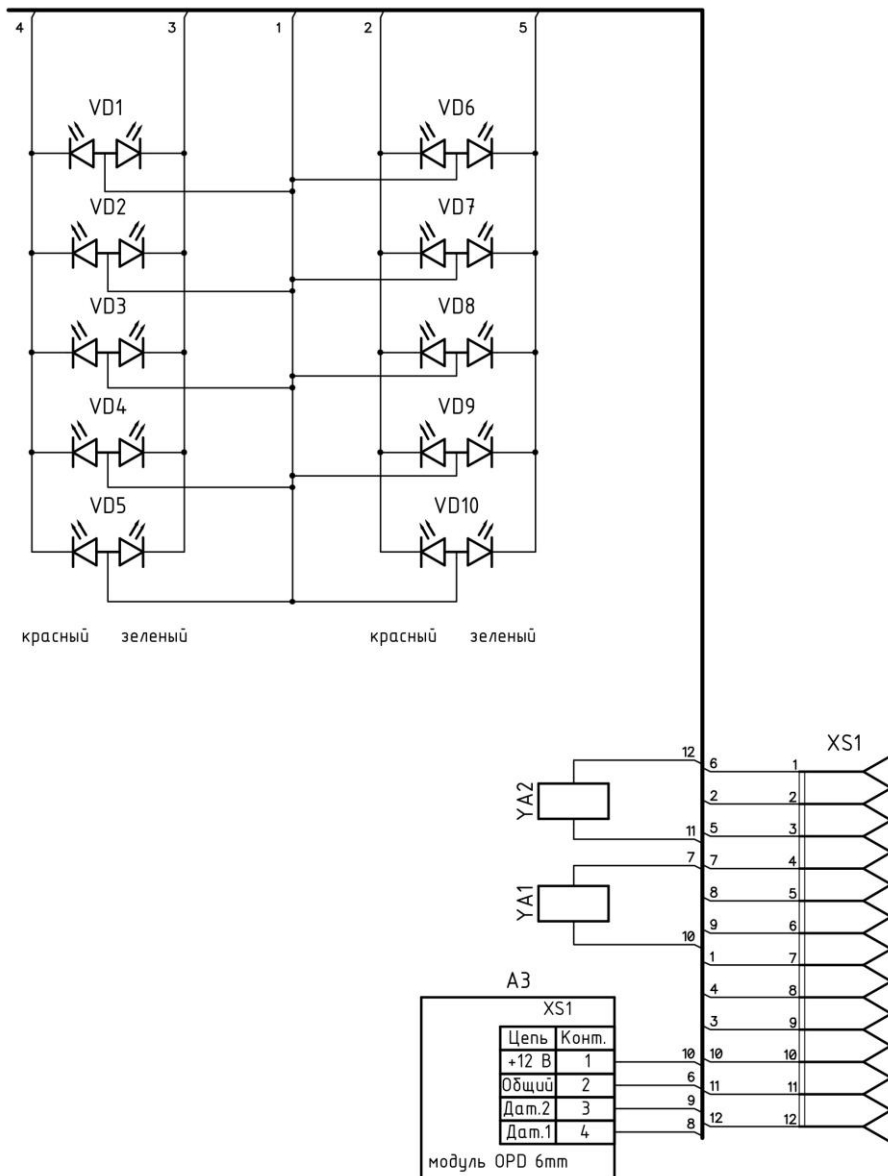 4 3 1 2 5
VD1 VD6
VD2 VD7
VD3 VD8
VD4 VD9
VD5 VD10
красный зеленый красный зеленый
XS1
12 6 1
YA2 2 2
11 5 3
7 7 4
YA1 8 5
9 6
10
1 7
A3 4 8
XS1 3 9
Цепь Конт.
+12 В 1 10 10 10
Общий 2 6 11 11
Дат.2 3 9
Дат.1 4 8 12 12
модуль OPD 6mm